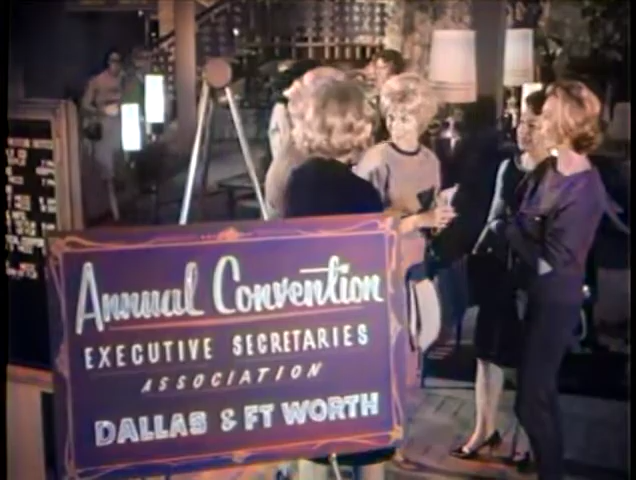 Annual Convention
EXECUTIVE SECRETARIES
ASSOCIATION
DALLAS & FT WORTH